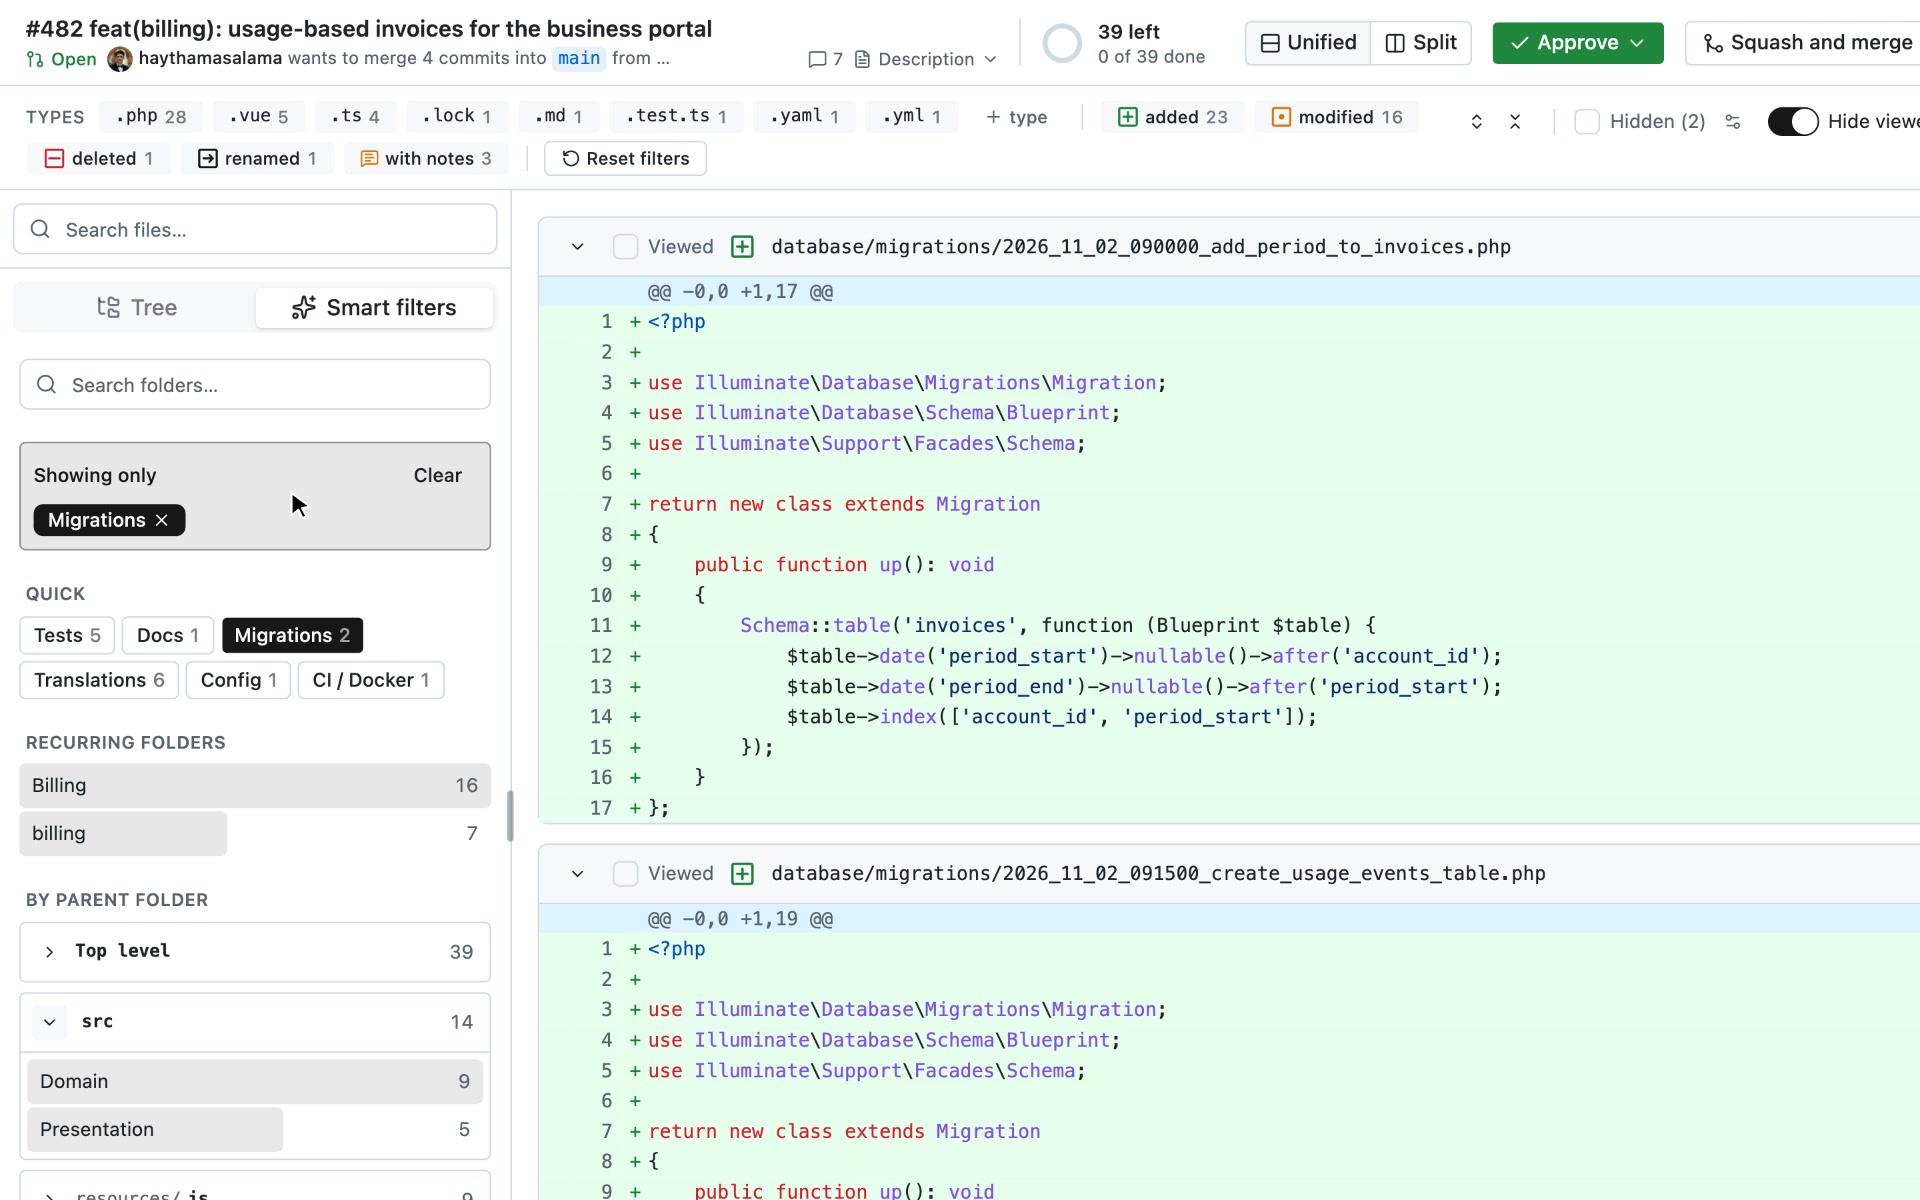 #482 feat(billing): usage-based invoices for the business portal
Open haythamasalama wants to merge 4 commits into main from ...
7 Description
39 left
0 of 39 done
Unified Split
Approve
Squash and merge
TYPES .php 28 .vue 5 .ts 4 .lock 1 .md 1 .test.ts 1 .yaml 1 .yml 1 + type added 23 modified 16 Hidden (2) Hide viewe
deleted 1 renamed 1 with notes 3 Reset filters
Search files...
Tree Smart filters
Search folders...
Showing only Clear
Migrations ×
QUICK
Tests 5 Docs 1 Migrations 2
Translations 6 Config 1 CI / Docker 1
RECURRING FOLDERS
Billing 16
billing 7
BY PARENT FOLDER
Top level 39
src 14
Domain 9
Presentation 5
resources/ js 9
Viewed database/migrations/2026_11_02_090000_add_period_to_invoices.php
@@ -0,0 +1,17 @@
1 +<?php
2 +
3 +use Illuminate\Database\Migrations\Migration;
4 +use Illuminate\Database\Schema\Blueprint;
5 +use Illuminate\Support\Facades\Schema;
6 +
7 +return new class extends Migration
8 +{
9 +    public function up(): void
10 +    {
11 +        Schema::table('invoices', function (Blueprint $table) {
12 +            $table->date('period_start')->nullable()->after('account_id');
13 +            $table->date('period_end')->nullable()->after('period_start');
14 +            $table->index(['account_id', 'period_start']);
15 +        });
16 +    }
17 +};
Viewed database/migrations/2026_11_02_091500_create_usage_events_table.php
@@ -0,0 +1,19 @@
1 +<?php
2 +
3 +use Illuminate\Database\Migrations\Migration;
4 +use Illuminate\Database\Schema\Blueprint;
5 +use Illuminate\Support\Facades\Schema;
6 +
7 +return new class extends Migration
8 +{
9 +    public function up(): void